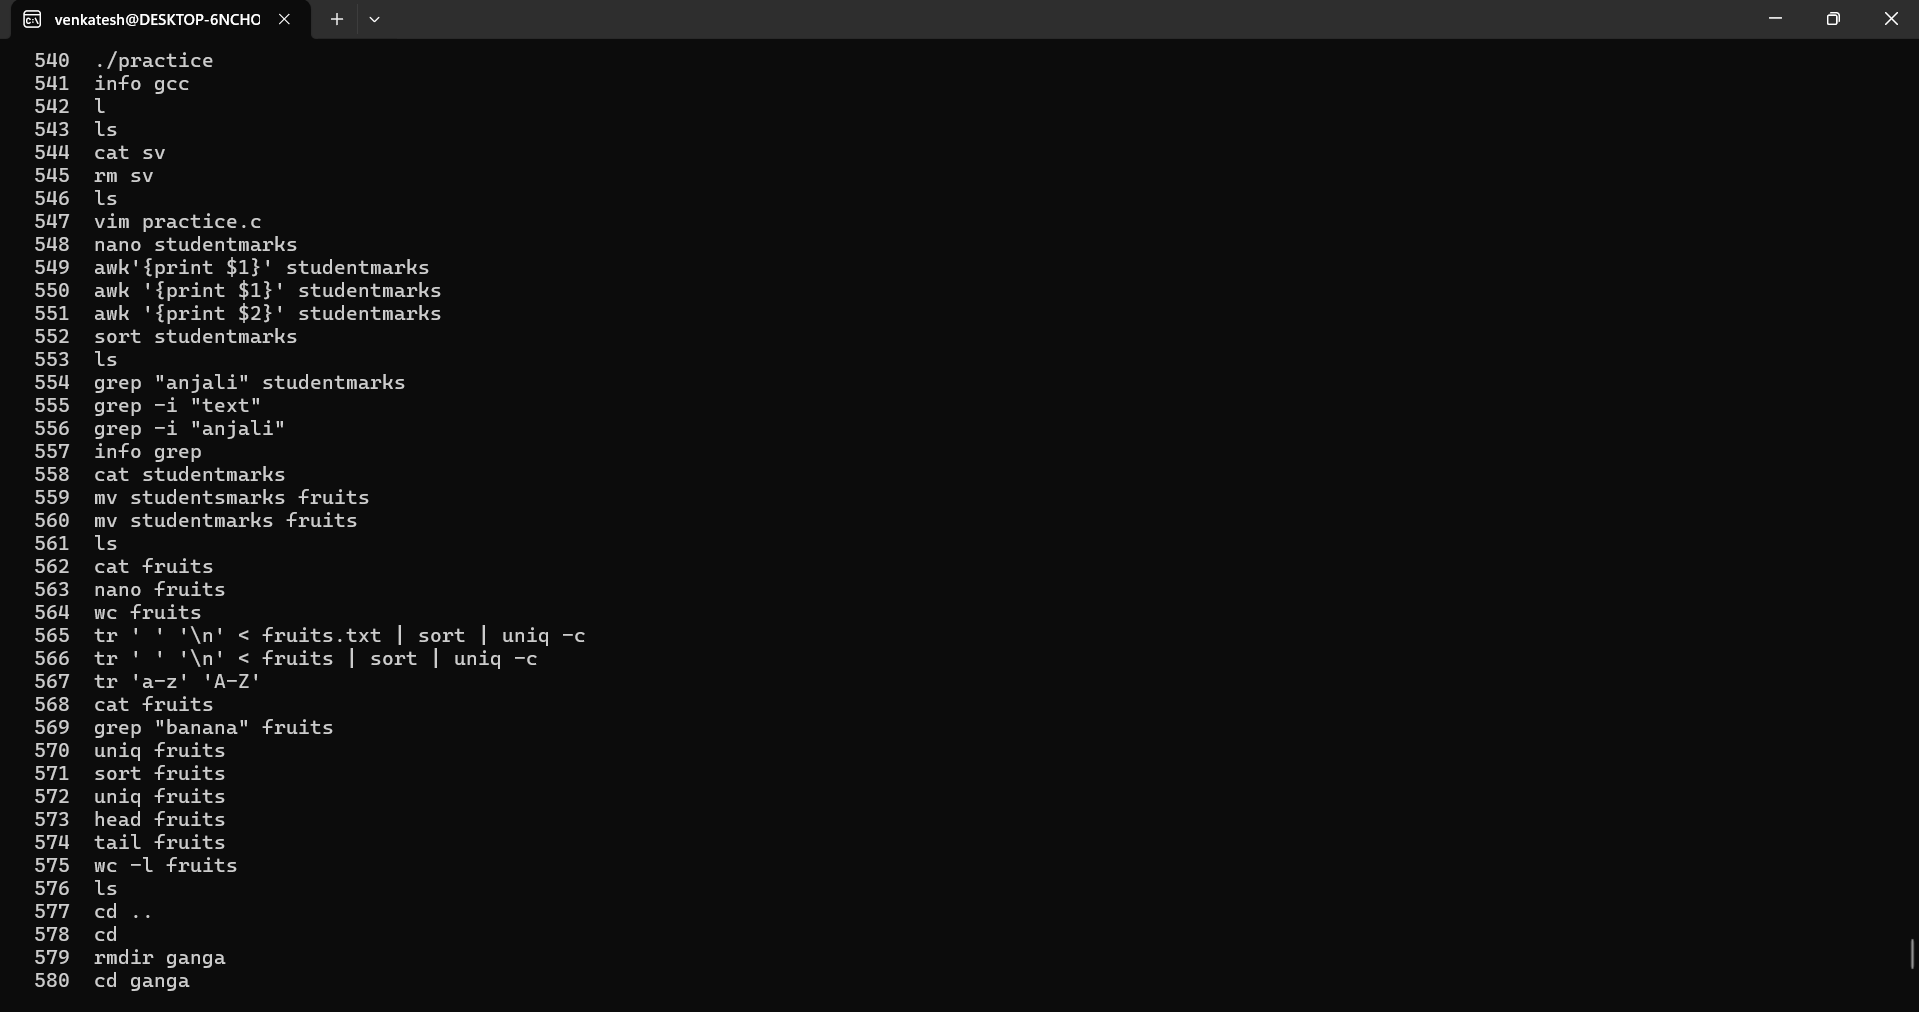 venkatesh@DESKTOP-6NCHO
540 ./practice
541 info gcc
542 l
543 ls
544 cat sv
545 rm sv
546 ls
547 vim practice.c
548 nano studentmarks
549 awk'{print $1}' studentmarks
550 awk '{print $1}' studentmarks
551 awk '{print $2}' studentmarks
552 sort studentmarks
553 ls
554 grep "anjali" studentmarks
555 grep -i "text"
556 grep -i "anjali"
557 info grep
558 cat studentmarks
559 mv studentsmarks fruits
560 mv studentmarks fruits
561 ls
562 cat fruits
563 nano fruits
564 wc fruits
565 tr ' ' '\n' < fruits.txt | sort | uniq -c
566 tr ' ' '\n' < fruits | sort | uniq -c
567 tr 'a-z' 'A-Z'
568 cat fruits
569 grep "banana" fruits
570 uniq fruits
571 sort fruits
572 uniq fruits
573 head fruits
574 tail fruits
575 wc -l fruits
576 ls
577 cd ..
578 cd
579 rmdir ganga
580 cd ganga